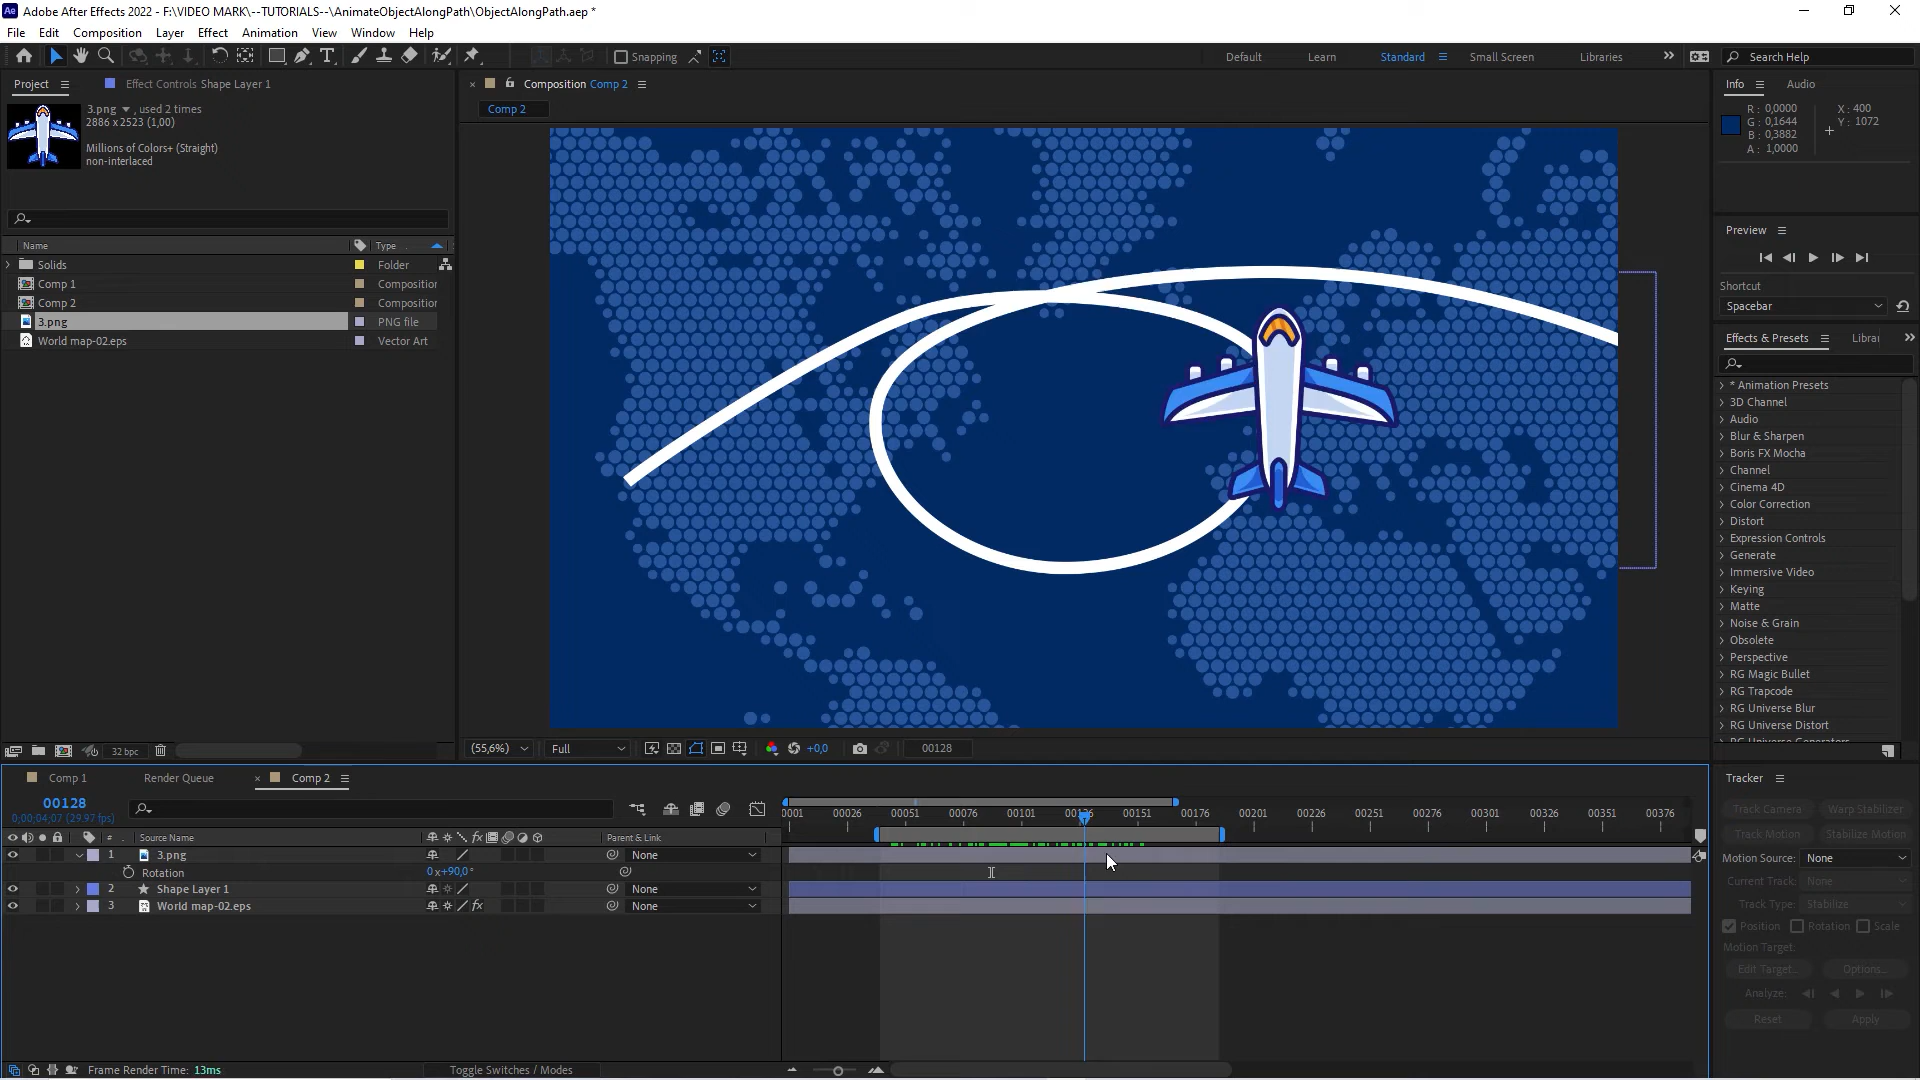 Adobe After Effects 2022 - F:\VIDEO MARK\--TUTORIALS--\AnimateObjectAlongPath\ObjectAlongPath.aep *
File Edit Composition Layer Effect Animation View Window Help
Snapping Default Learn Standard Small Screen Libraries Search Help
Project Effect Controls Shape Layer 1
3.png , used 2 times
2886 x 2523 (1,00)
Millions of Colors+ (Straight)
non-interlaced
Name Type
Solids Folder
Comp 1 Compositior
Comp 2 Compositior
3.png PNG file
World map-02.eps Vector Art
32 bpc
Composition Comp 2
Comp 2
(55,6%) Full +0,0 00128
Info Audio
R : 0,0000 X : 400
G : 0,1644 Y : 1072
B : 0,3882
A : 1,0000
Preview
Shortcut
Spacebar
Effects & Presets Librar
* Animation Presets
3D Channel
Audio
Blur & Sharpen
Boris FX Mocha
Channel
Cinema 4D
Color Correction
Distort
Expression Controls
Generate
Immersive Video
Keying
Matte
Noise & Grain
Obsolete
Perspective
RG Magic Bullet
RG Trapcode
RG Universe Blur
RG Universe Distort
RG Universe Generators
Comp 1 Render Queue Comp 2
00128
0;00;04;07 (29.97 fps)
0001 00026 00051 00076 00101 00151 00176 00201 00226 00251 00276 00301 00326 00351 00376
# Source Name fx Parent & Link
1 3.png None
Rotation 0x+90,0°
2 Shape Layer 1 None
3 World map-02.eps fx None
Frame Render Time: 13ms Toggle Switches / Modes
Tracker
Track Camera Warp Stabilizer
Track Motion Stabilize Motion
Motion Source: None
Current Track: None
Track Type: Stabilize
Position Rotation Scale
Motion Target:
Edit Target... Options...
Analyze:
Reset Apply